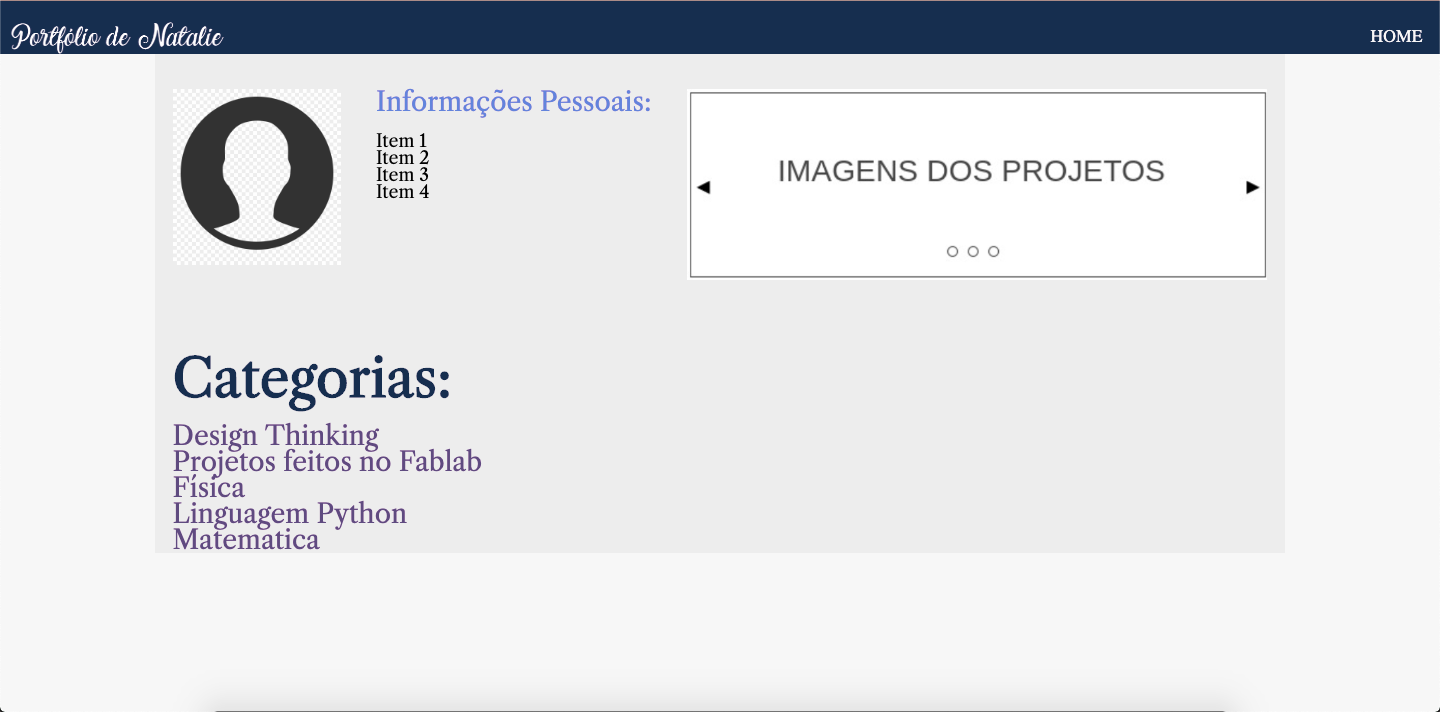 Portfólio de Natalie
HOME
Informações Pessoais:
Item 1
Item 2
Item 3
Item 4
IMAGENS DOS PROJETOS
Categorias:
Design Thinking
Projetos feitos no Fablab
Física
Linguagem Python
Matematica